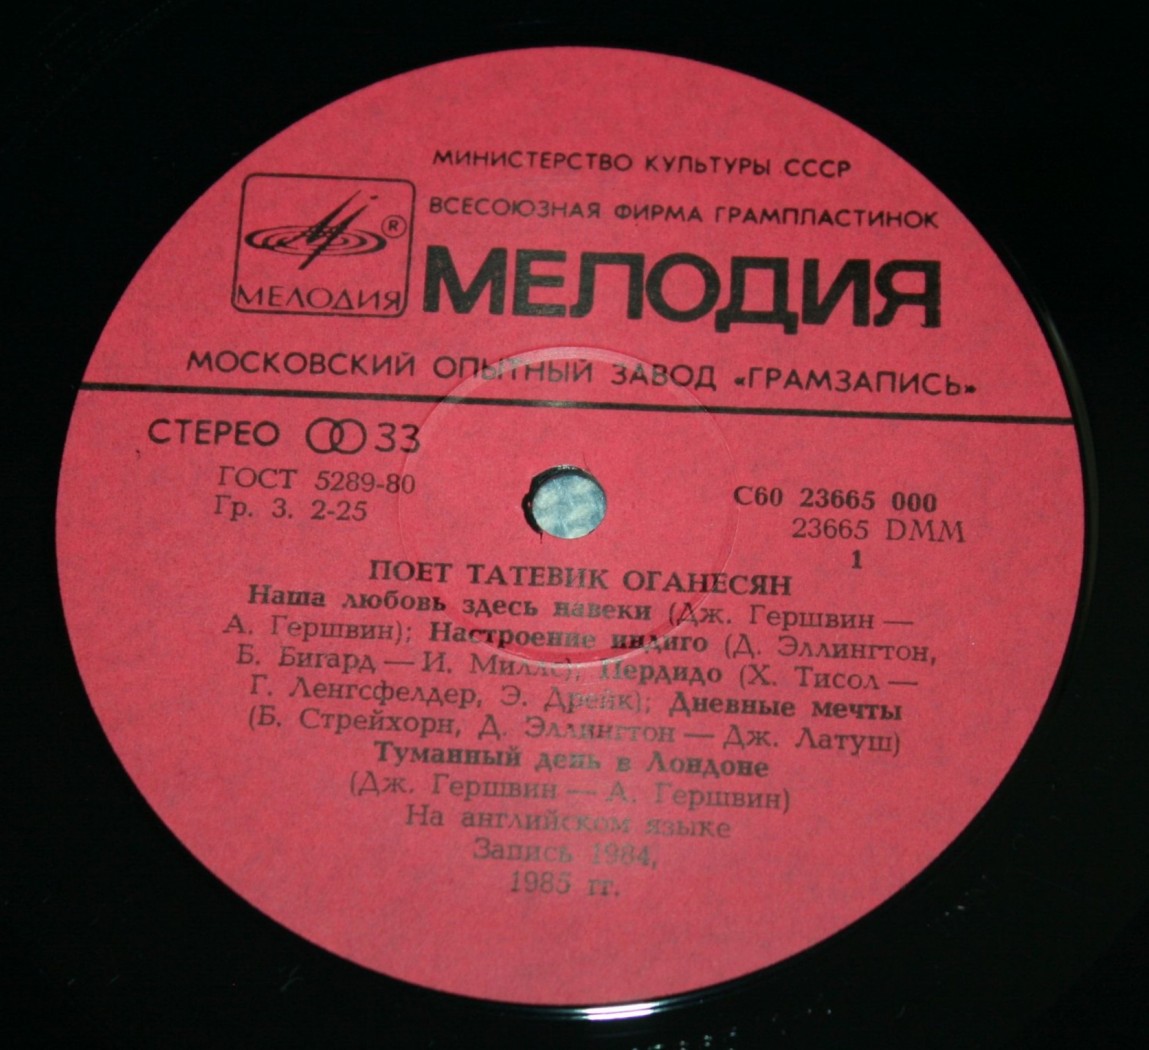 МИНИСТЕРСТВО КУЛЬТУРЫ СССР
ВСЕСОЮЗНАЯ ФИРМА ГРАМПЛАСТИНОК
®
МЕЛОДИЯ
МЕЛОДИЯ
МОСКОВСКИЙ ОПЫТНЫЙ ЗАВОД «ГРАМЗАПИСЬ»
СТЕРЕО 33
ГОСТ 5289-80
Гр. 3. 2-25
С60 23665 000
23665 DMM
1
ПОЕТ ТАТЕВИК ОГАНЕСЯН
Наша любовь здесь навеки (Дж. Гершвин —
А. Гершвин); Настроение индиго (Д. Эллингтон,
Б. Бигард — И. Миллс); Пердидо (Х. Тисол —
Г. Ленгсфелдер, Э. Дрейк); Дневные мечты
(Б. Стрейхорн, Д. Эллингтон — Дж. Латуш)
Туманный день в Лондоне
(Дж. Гершвин — А. Гершвин)
На английском языке
Запись 1984,
1985 гг.